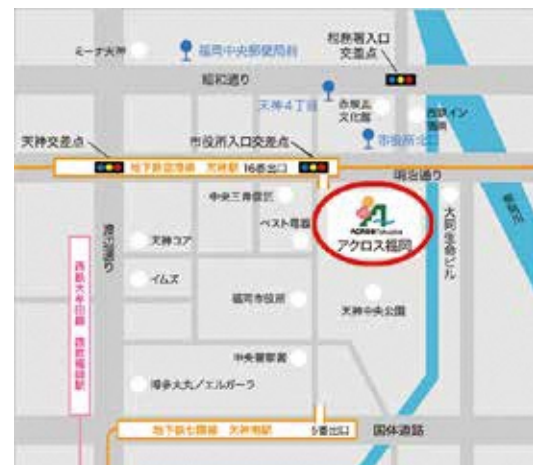 ミーナ天神
福岡中央郵便局前
税務署入口
交差点
昭和通り
天神4丁目
赤煉瓦
文化館
西鉄イン
福岡
市役所北口
天神交差点
市役所入口交差点
地下鉄空港線 天神駅 16番出口
明治通り
中央三井信託
ベスト電器
渡辺通り
天神コア
アクロス福岡
大同生命ビル
イムズ
福岡市役所
天神中央公園
西鉄大牟田線 西鉄福岡駅
中央警察署
博多大丸/エルガーラ
地下鉄七隈線 天神南駅
5番出口
国体道路